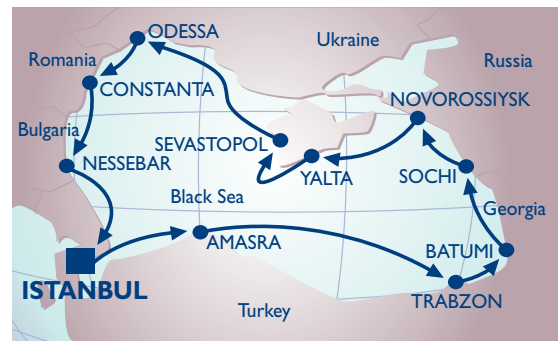 ODESSA
Ukraine
Romania
Russia
CONSTANTA
NOVOROSSIYSK
Bulgaria
SEVASTOPOL
NESSEBAR
YALTA
SOCHI
Black Sea
Georgia
AMASRA
BATUMI
ISTANBUL
TRABZON
Turkey